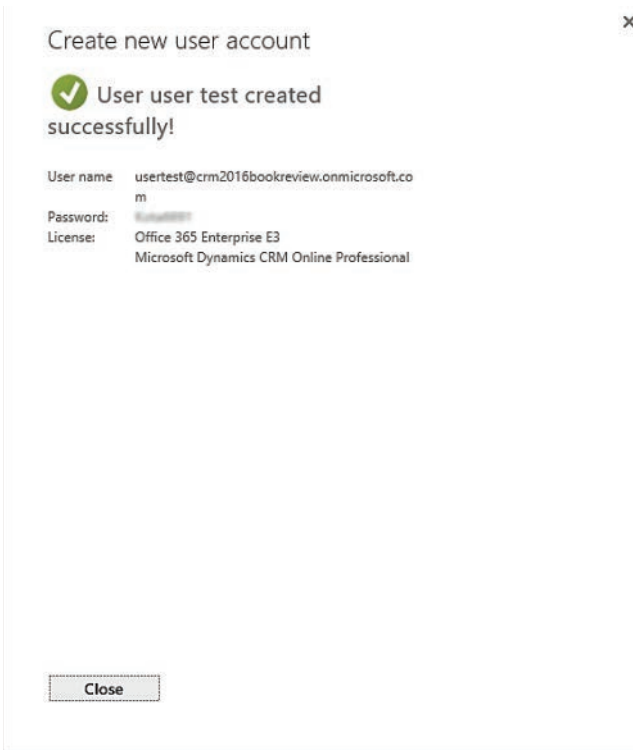 Create new user account
User user test created
successfully!
User name usertest@crm2016bookreview.onmicrosoft.co
m
Password:
License: Office 365 Enterprise E3
Microsoft Dynamics CRM Online Professional
Close